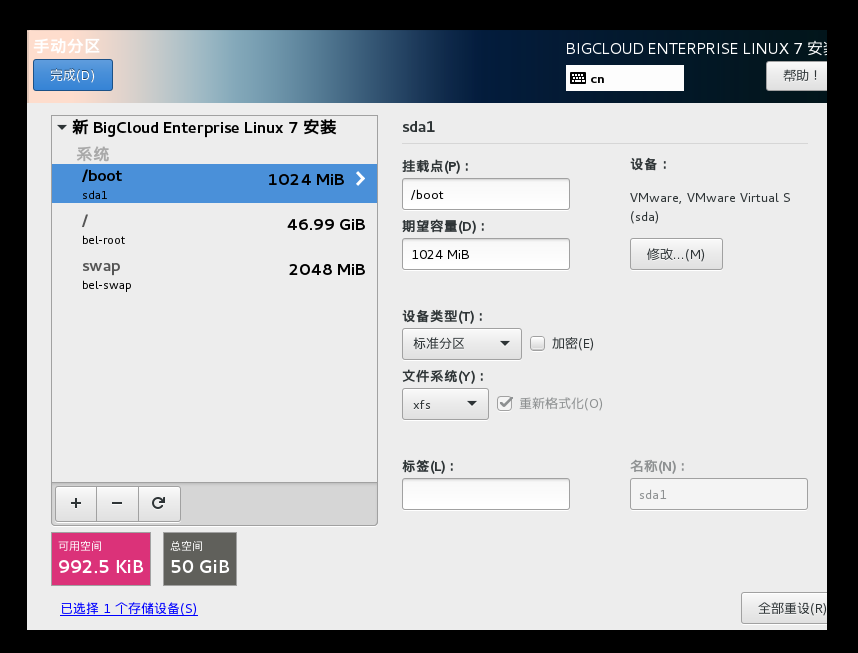 手动分区
BIGCLOUD ENTERPRISE LINUX 7 安
完成(D)
cn
帮助！
新 BigCloud Enterprise Linux 7 安装
系统
/boot
1024 MiB
sda1
/
46.99 GiB
bel-root
swap
2048 MiB
bel-swap
sda1
挂载点(P)：
设备：
/boot
VMware, VMware Virtual S
(sda)
期望容量(D)：
1024 MiB
修改...(M)
设备类型(T)：
标准分区
加密(E)
文件系统(Y)：
xfs
重新格式化(O)
标签(L)：
名称(N)：
sda1
+
−
可用空间
992.5 KiB
总空间
50 GiB
已选择 1 个存储设备(S)
全部重设(R)